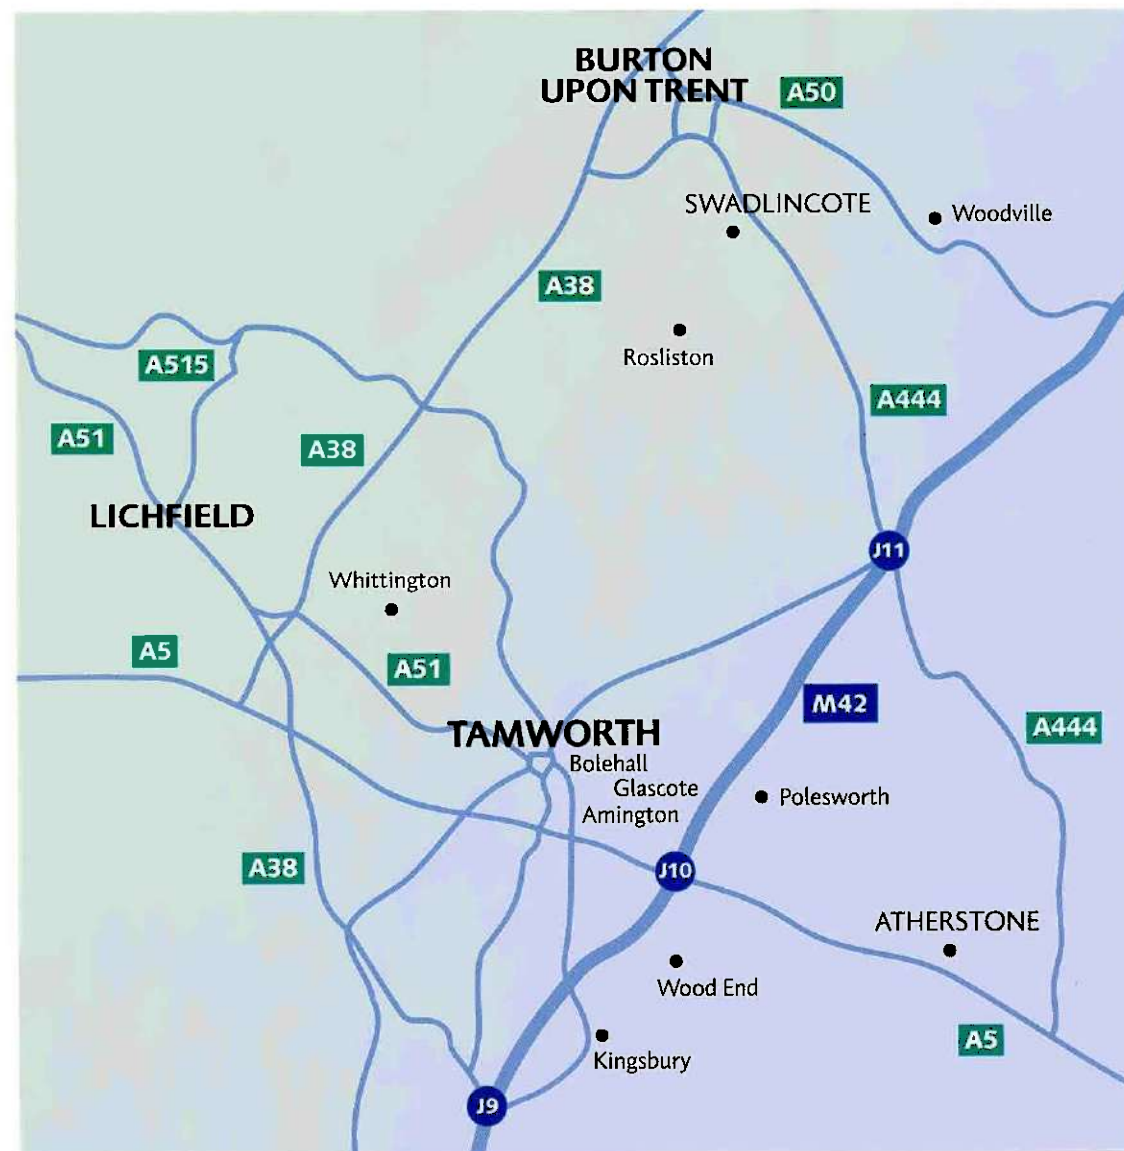 BURTON
UPON TRENT
A50
SWADLINCOTE
Woodville
A38
Rosliston
A515
A444
A51
A38
LICHFIELD
J11
Whittington
A5
A51
M42
TAMWORTH
A444
Bolehall
Glascote
Polesworth
Amington
A38
J10
ATHERSTONE
Wood End
A5
Kingsbury
J9